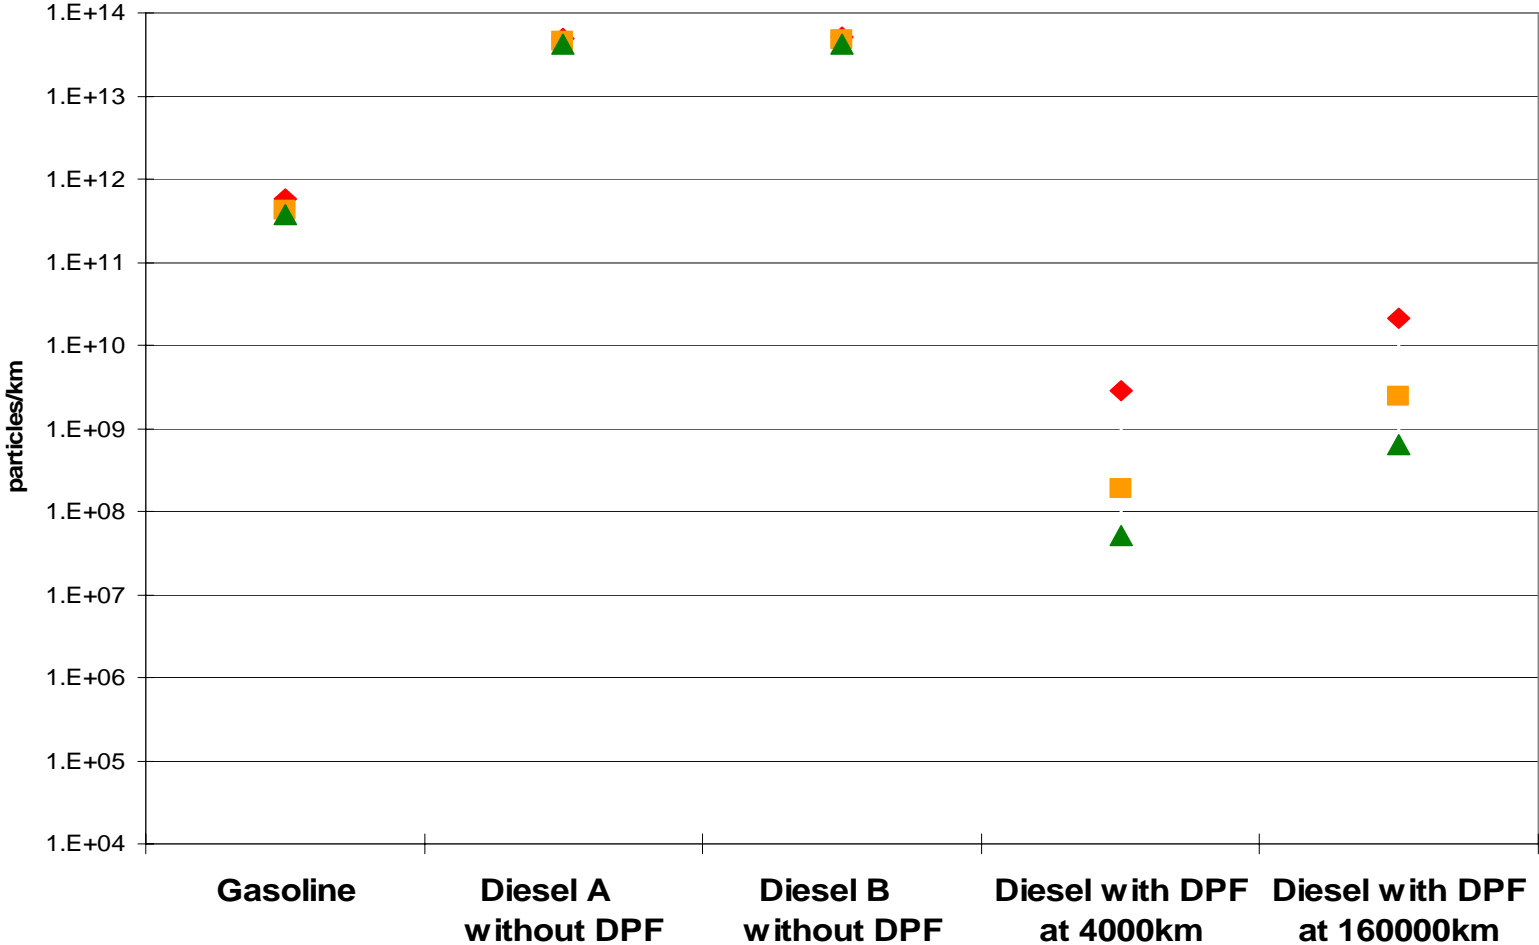 1.E+14
1.E+13
1.E+12
1.E+11
1.E+10
1.E+09
1.E+08
1.E+07
1.E+06
1.E+05
1.E+04
particles/km
Gasoline
Diesel A
without DPF
Diesel B
without DPF
Diesel with DPF
at 4000km
Diesel with DPF
at 160000km